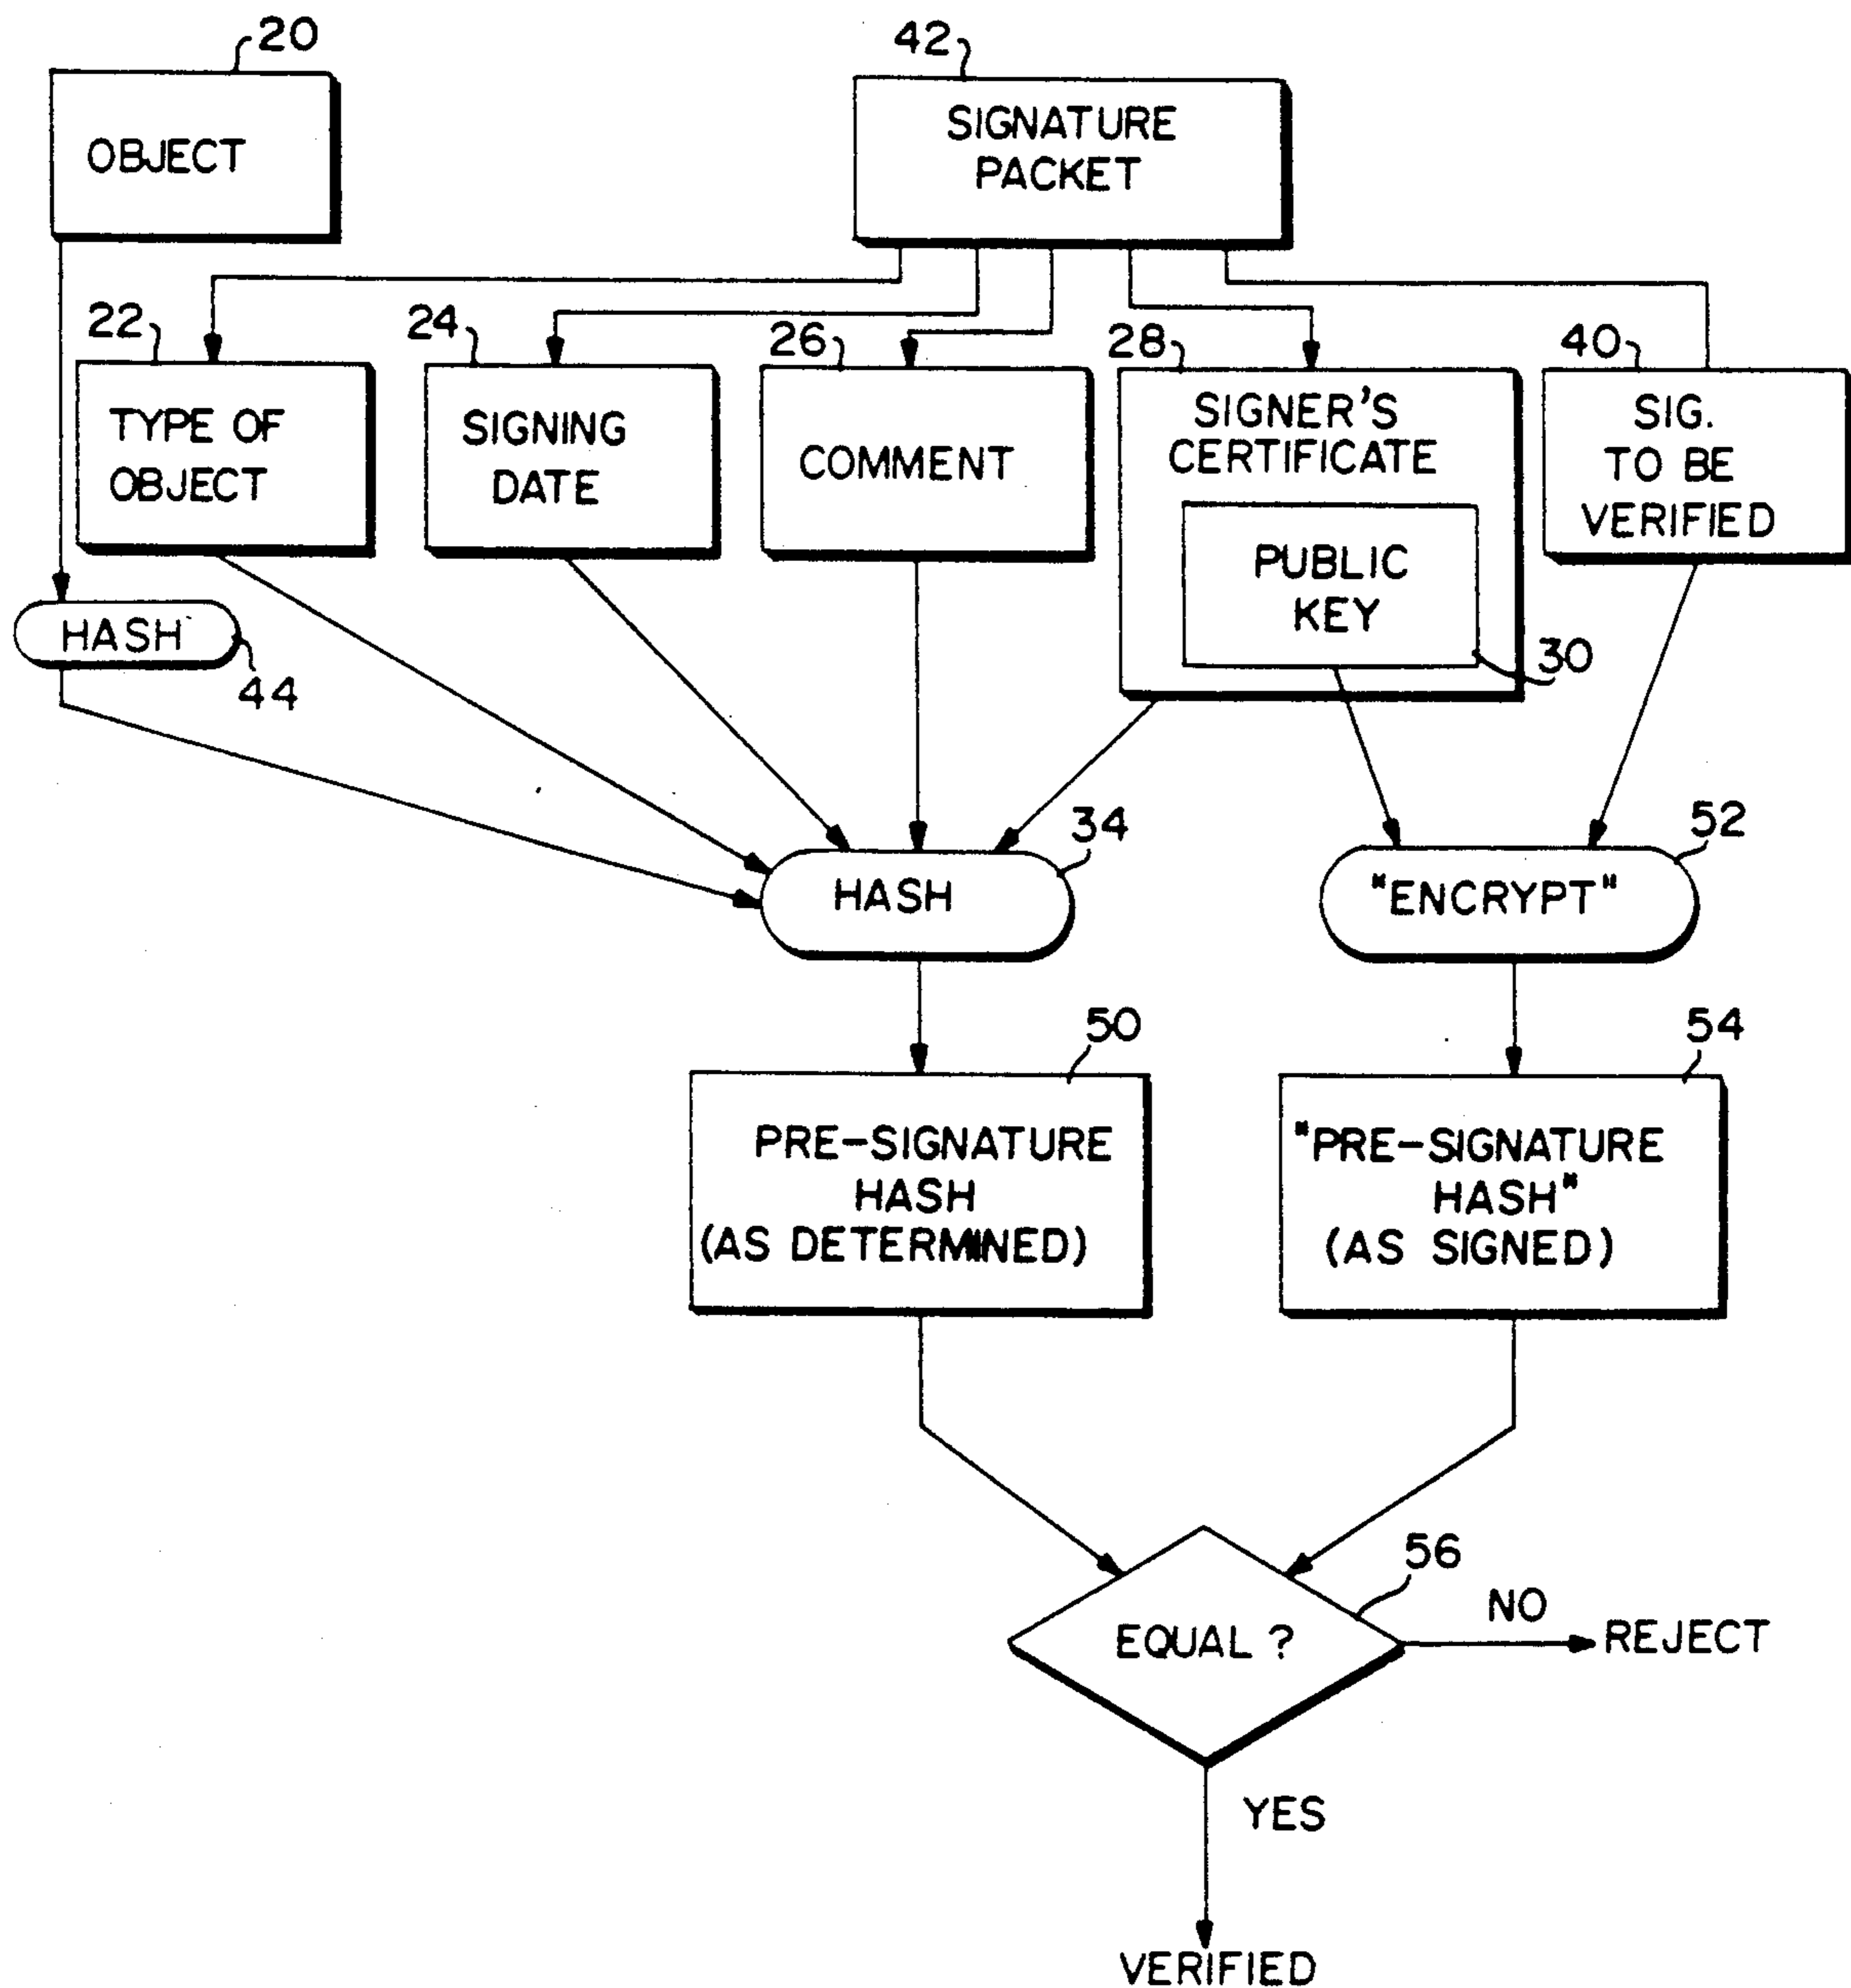 20
42
OBJECT
SIGNATURE
PACKET
22
24
26
28
40
TYPE OF
OBJECT
SIGNING
DATE
COMMENT
SIGNER'S
CERTIFICATE
PUBLIC
KEY
30
SIG.
TO BE
VERIFIED
HASH
44
34
HASH
52
"ENCRYPT"
50
PRE-SIGNATURE
HASH
(AS DETERMINED)
54
"PRE-SIGNATURE
HASH"
(AS SIGNED)
56
EQUAL ?
NO
REJECT
YES
VERIFIED